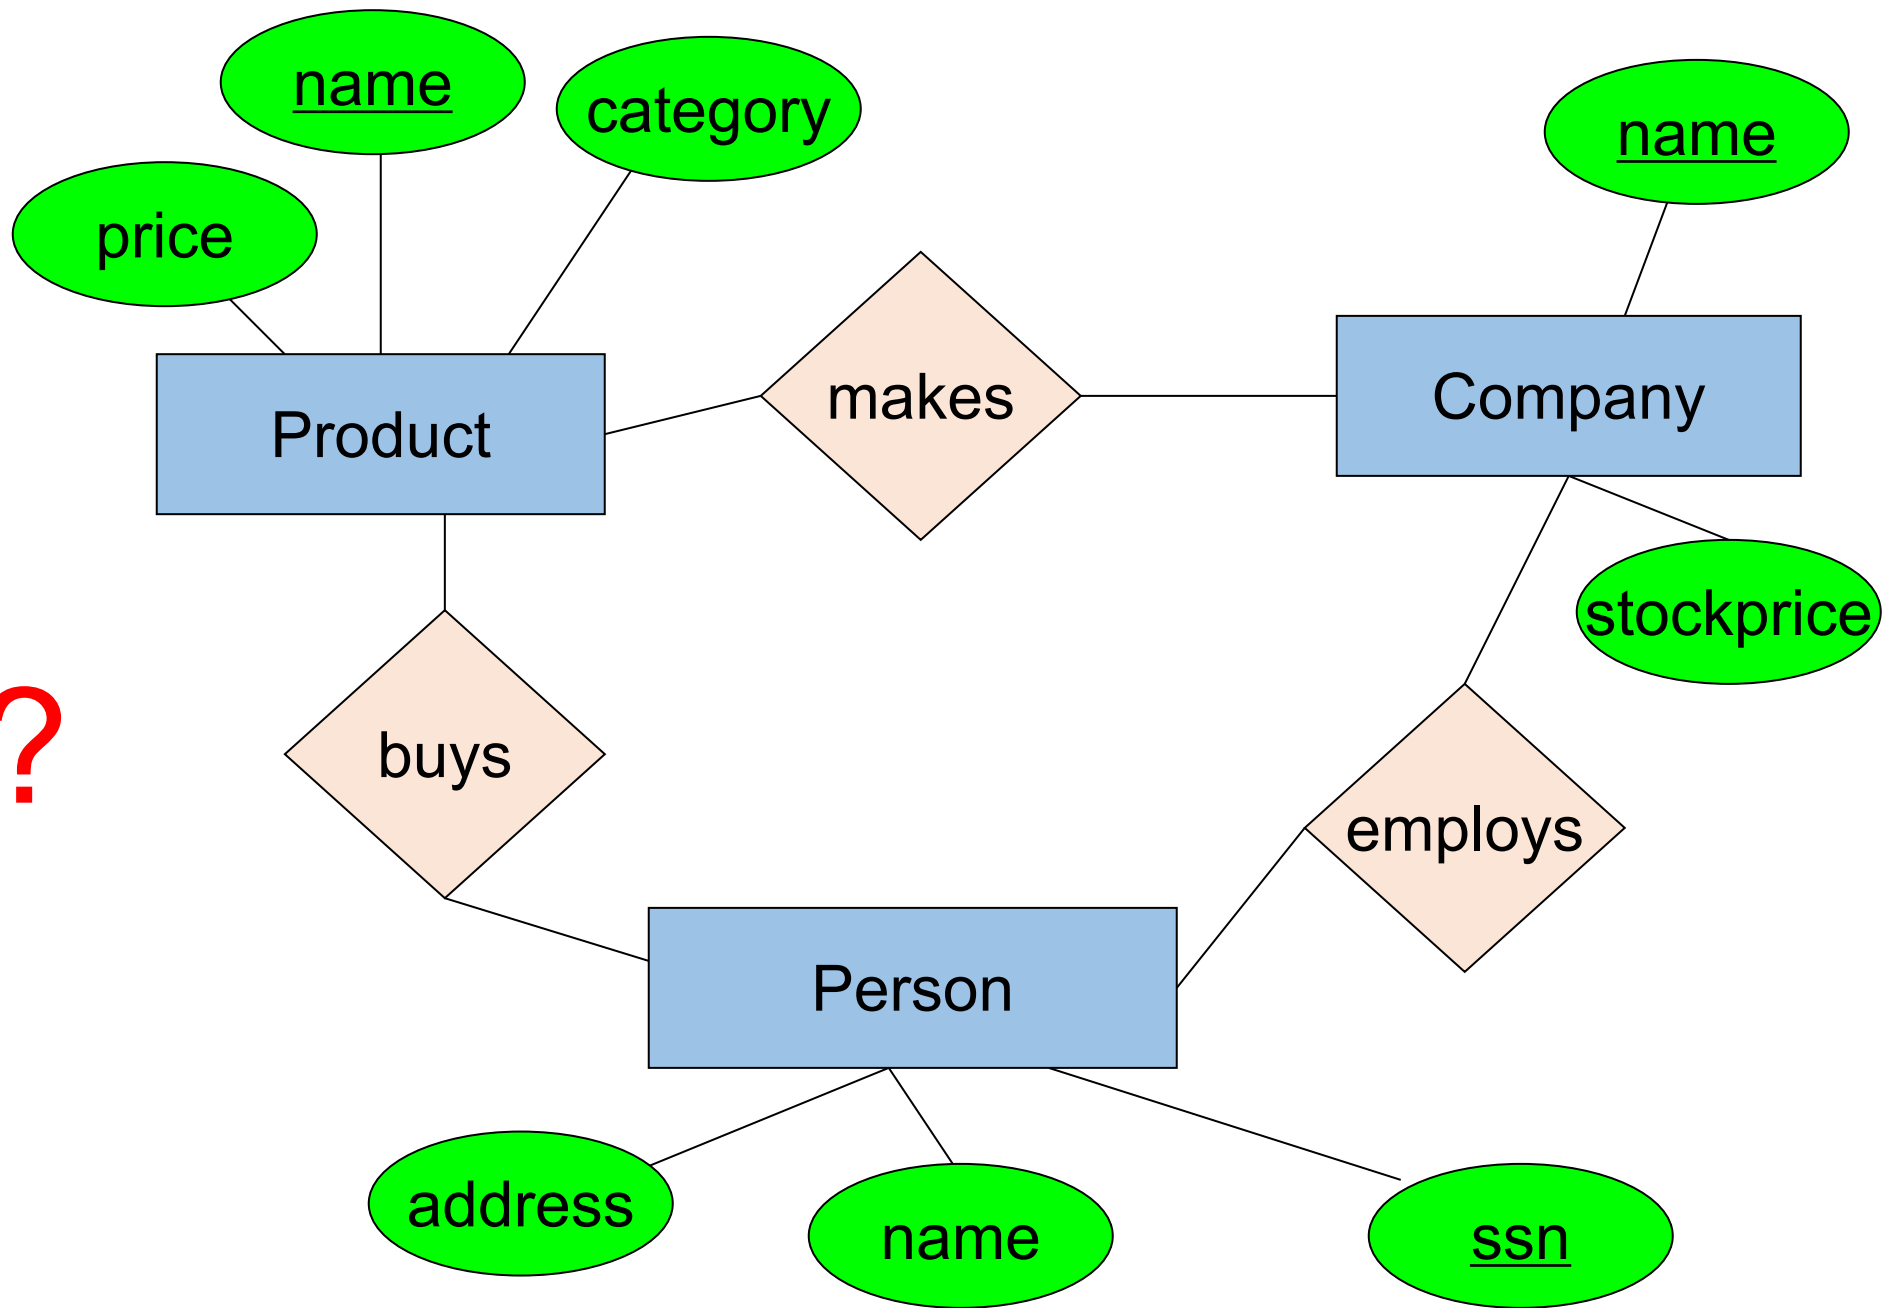 name
category
name
price
makes
Company
Product
stockprice
?
buys
employs
Person
address
name
ssn